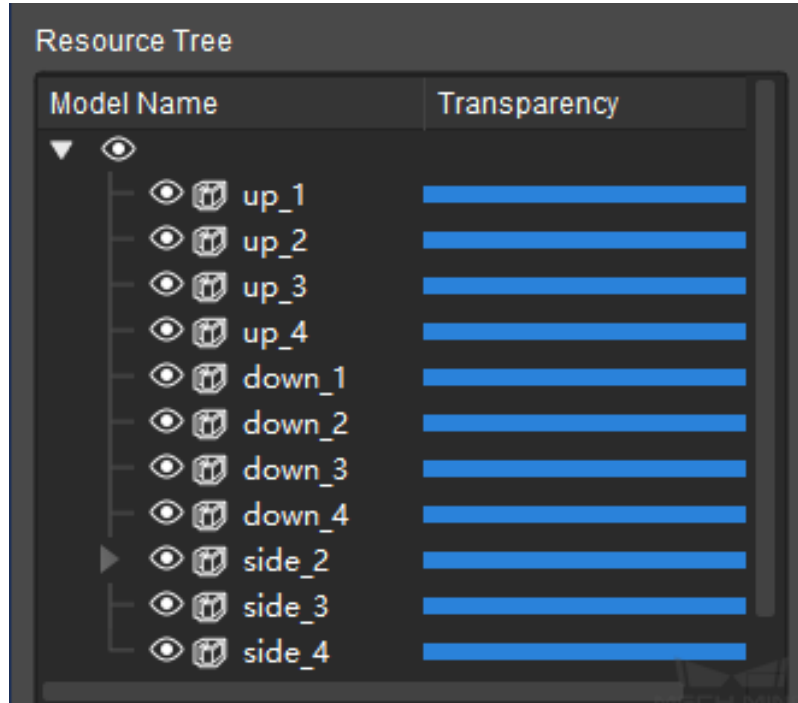 Resource Tree
Model Name Transparency
up_1
up_2
up_3
up_4
down_1
down_2
down_3
down_4
side_2
side_3
side_4